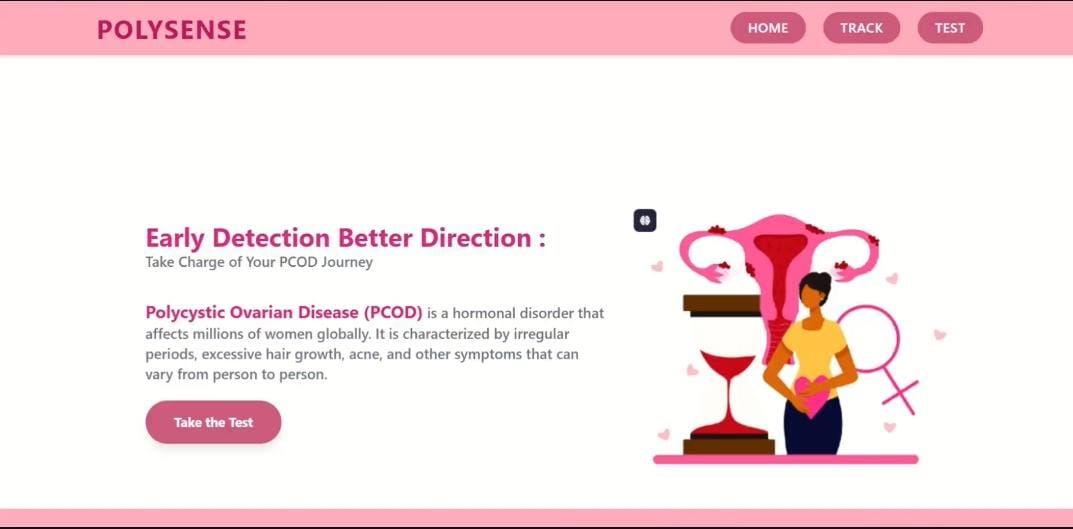 POLYSENSE
HOME
TRACK
TEST
Early Detection Better Direction :
Take Charge of Your PCOD Journey
Polycystic Ovarian Disease (PCOD) is a hormonal disorder that
affects millions of women globally. It is characterized by irregular
periods, excessive hair growth, acne, and other symptoms that can
vary from person to person.
Take the Test